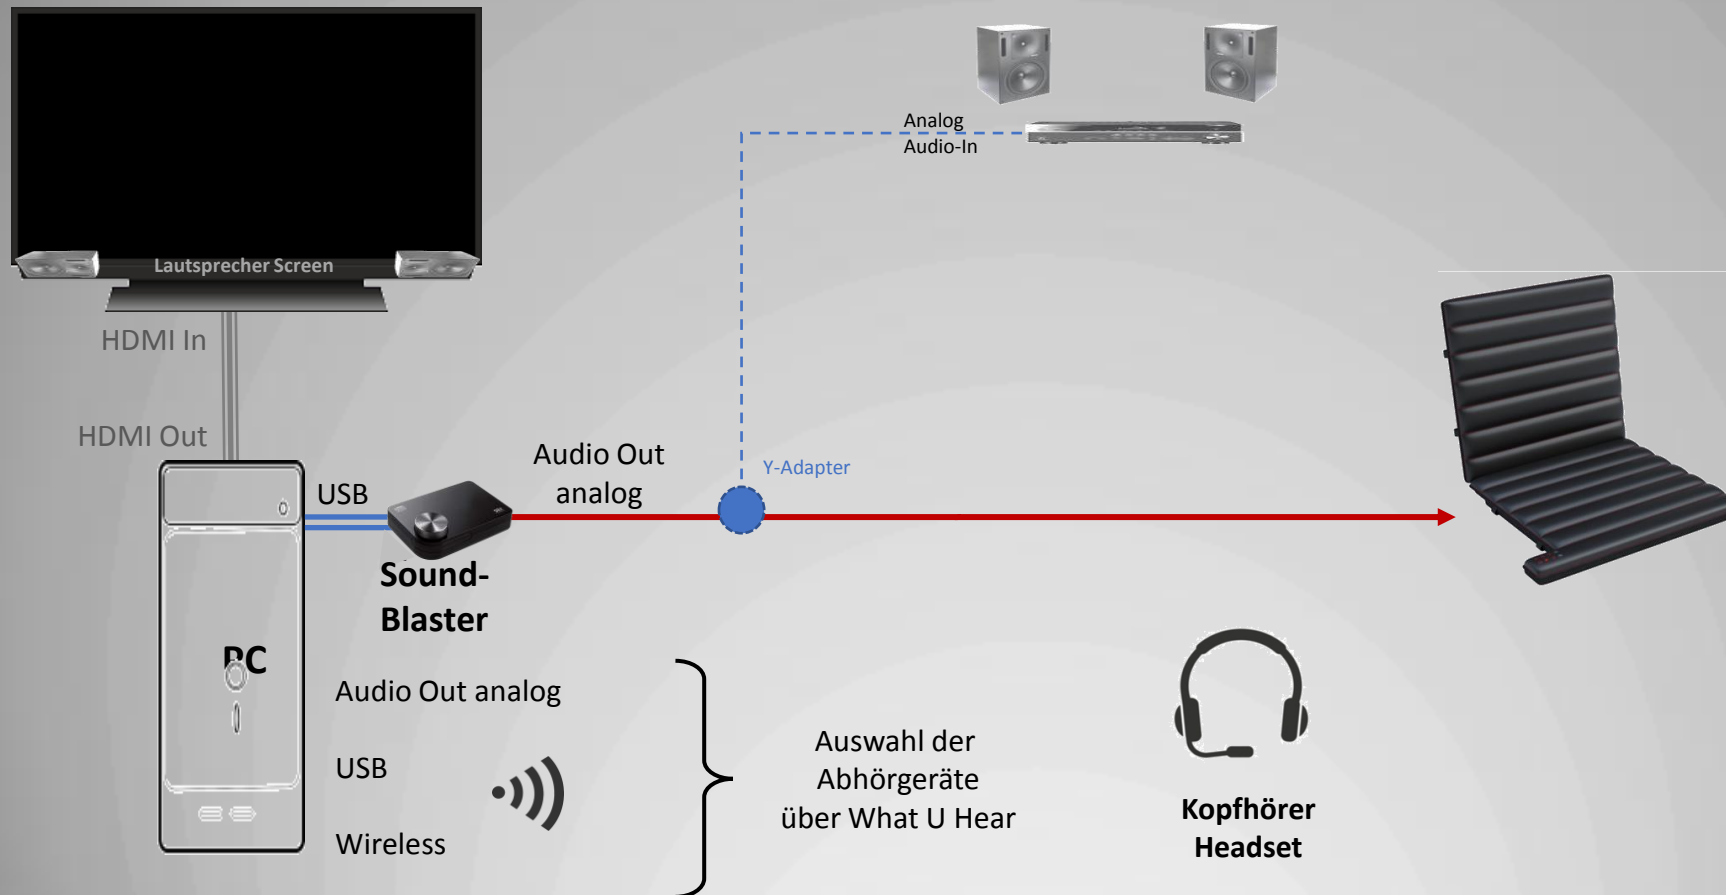 Analog
Audio-In
Lautsprecher Screen
HDMI In
HDMI Out
USB
Audio Out
analog
Y-Adapter
Sound-
Blaster
PC
Audio Out analog
USB
Wireless
Auswahl der
Abhörgeräte
über What U Hear
Kopfhörer
Headset